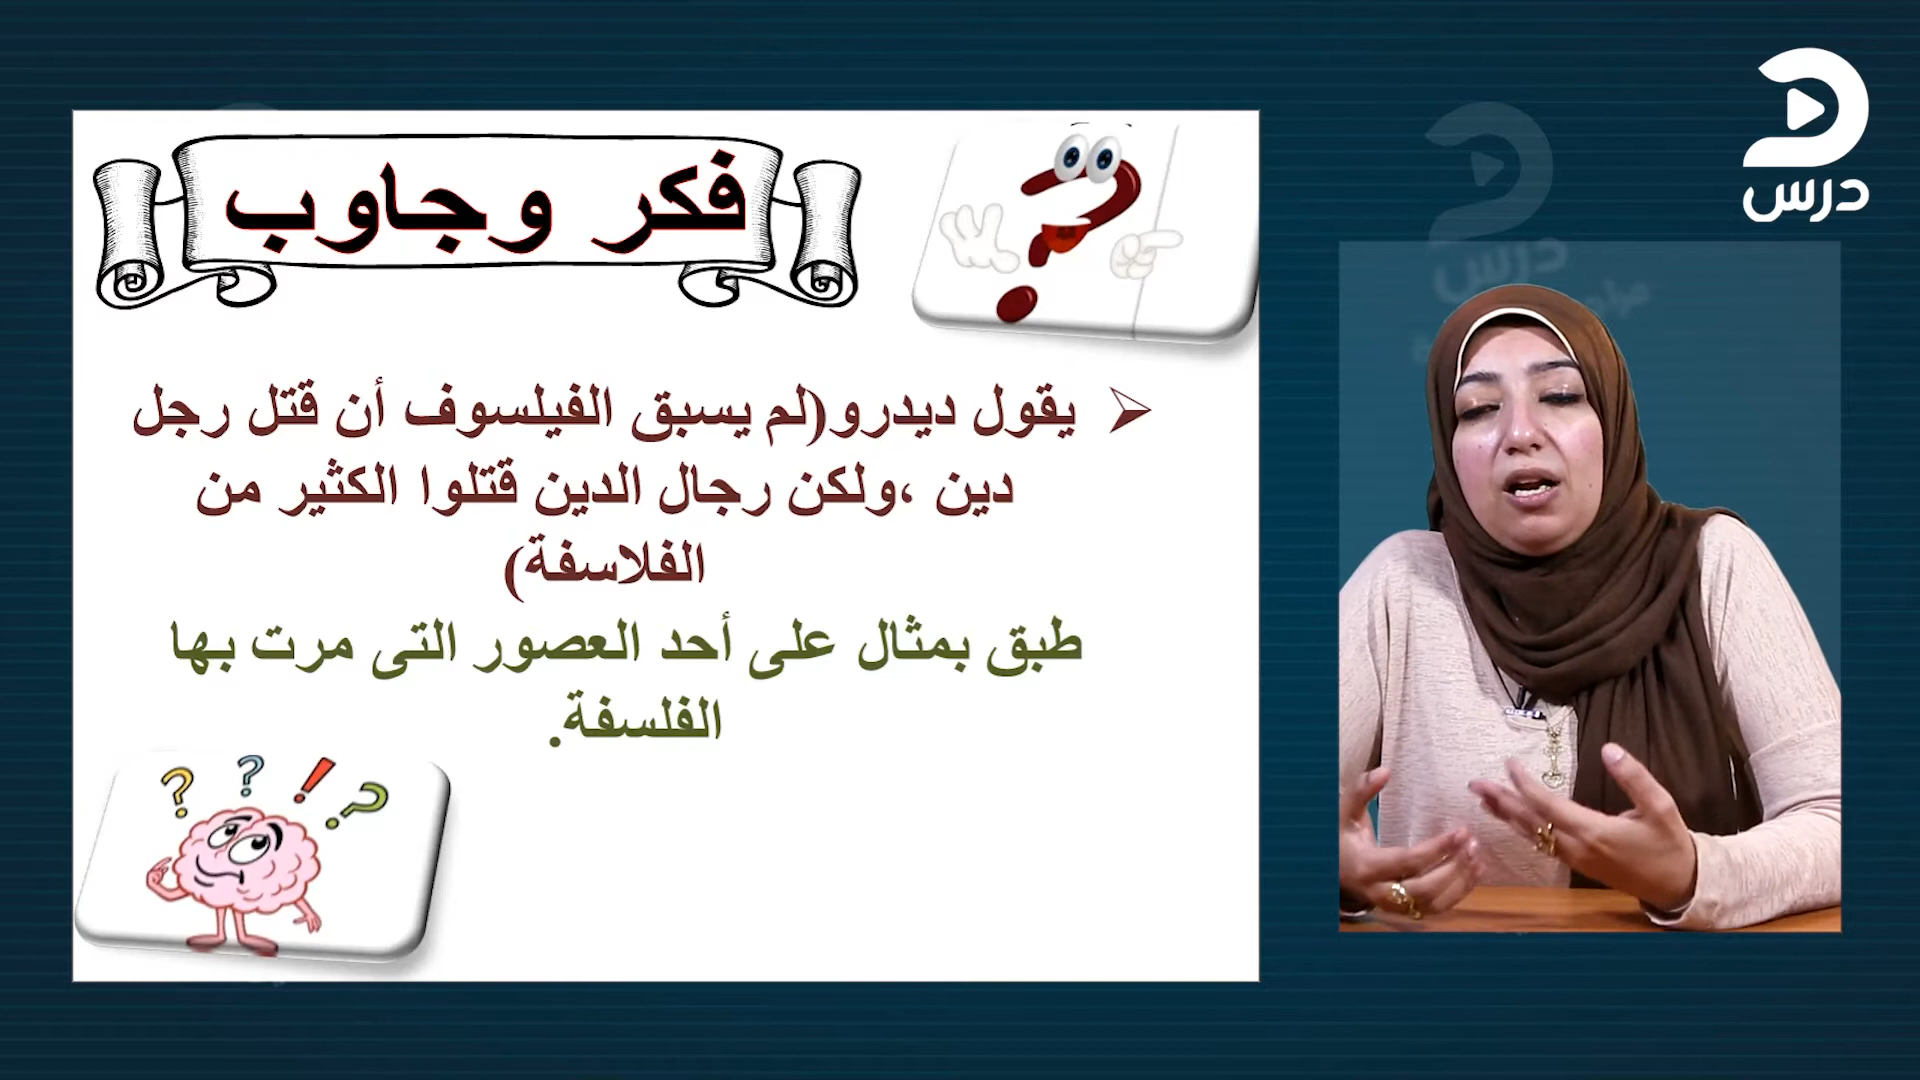 درس
فكر وجاوب
يقول ديدرو(لم يسبق الفيلسوف أن قتل رجل
دين ،ولكن رجال الدين قتلوا الكثير من
الفلاسفة)
طبق بمثال على أحد العصور التى مرت بها
الفلسفة.
درس